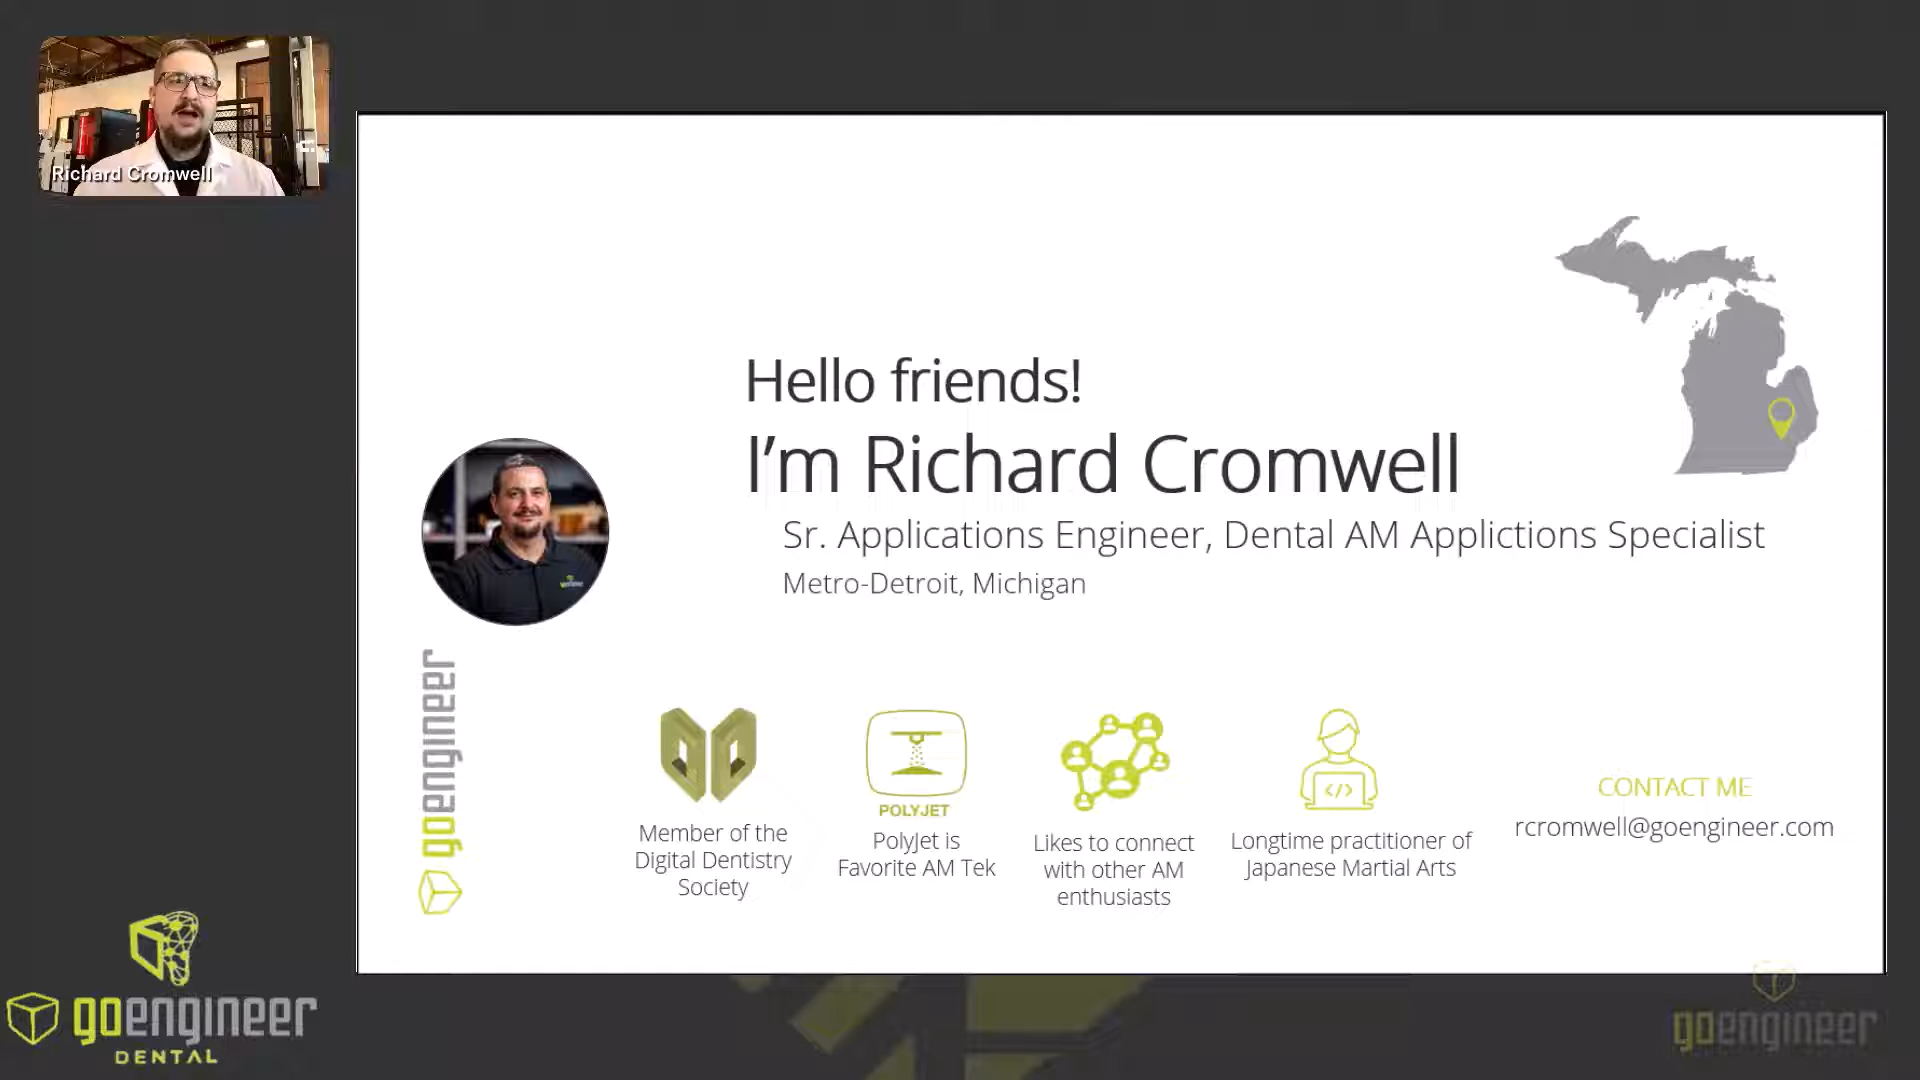 Richard Cromwell
Hello friends!
I'm Richard Cromwell
Sr. Applications Engineer, Dental AM Applictions Specialist
Metro-Detroit, Michigan
goengineer
POLYJET
Member of the
Digital Dentistry
Society
PolyJet is
Favorite AM Tek
Likes to connect
with other AM
enthusiasts
</>
Longtime practitioner of
Japanese Martial Arts
CONTACT ME
rcromwell@goengineer.com
goengineer
DENTAL
goengineer